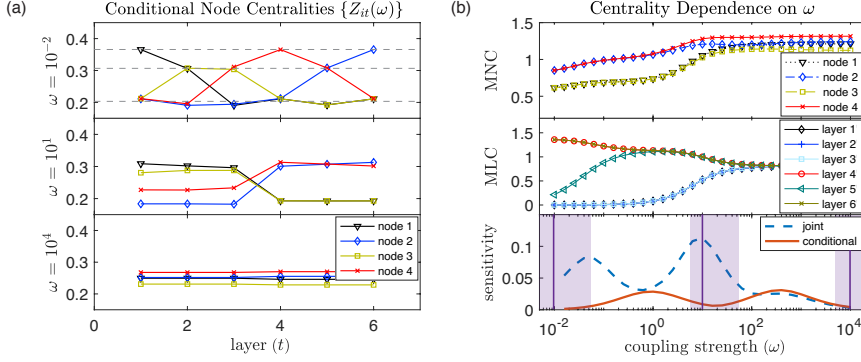 (a)
Conditional Node Centralities {Z_it(ω)}
ω = 10^-2
0.4
0.3
0.2
ω = 10^1
0.4
0.3
0.2
ω = 10^4
0.4
0.3
0.2
node 1
node 2
node 3
node 4
0
2
4
6
layer (t)
(b)
Centrality Dependence on ω
MNC
1.5
1
0.5
node 1
node 2
node 3
node 4
MLC
1.5
1
0.5
0
layer 1
layer 2
layer 3
layer 4
layer 5
layer 6
sensitivity
0.1
0.05
0
joint
conditional
10^-2
10^0
10^2
10^4
coupling strength (ω)